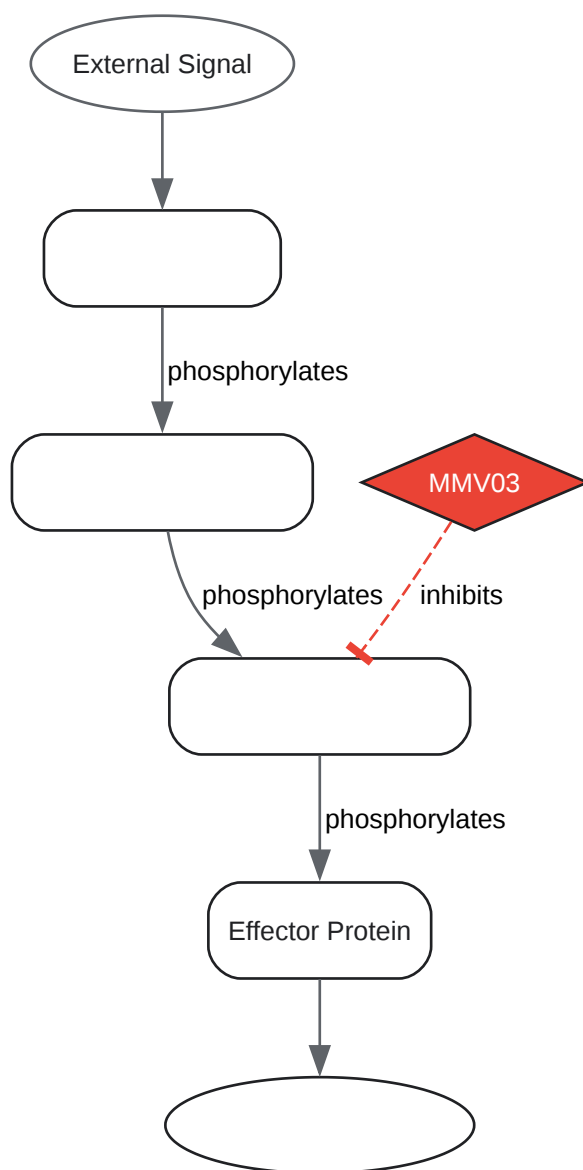 External Signal
phosphorylates
MMV03
phosphorylates
inhibits
phosphorylates
Effector Protein